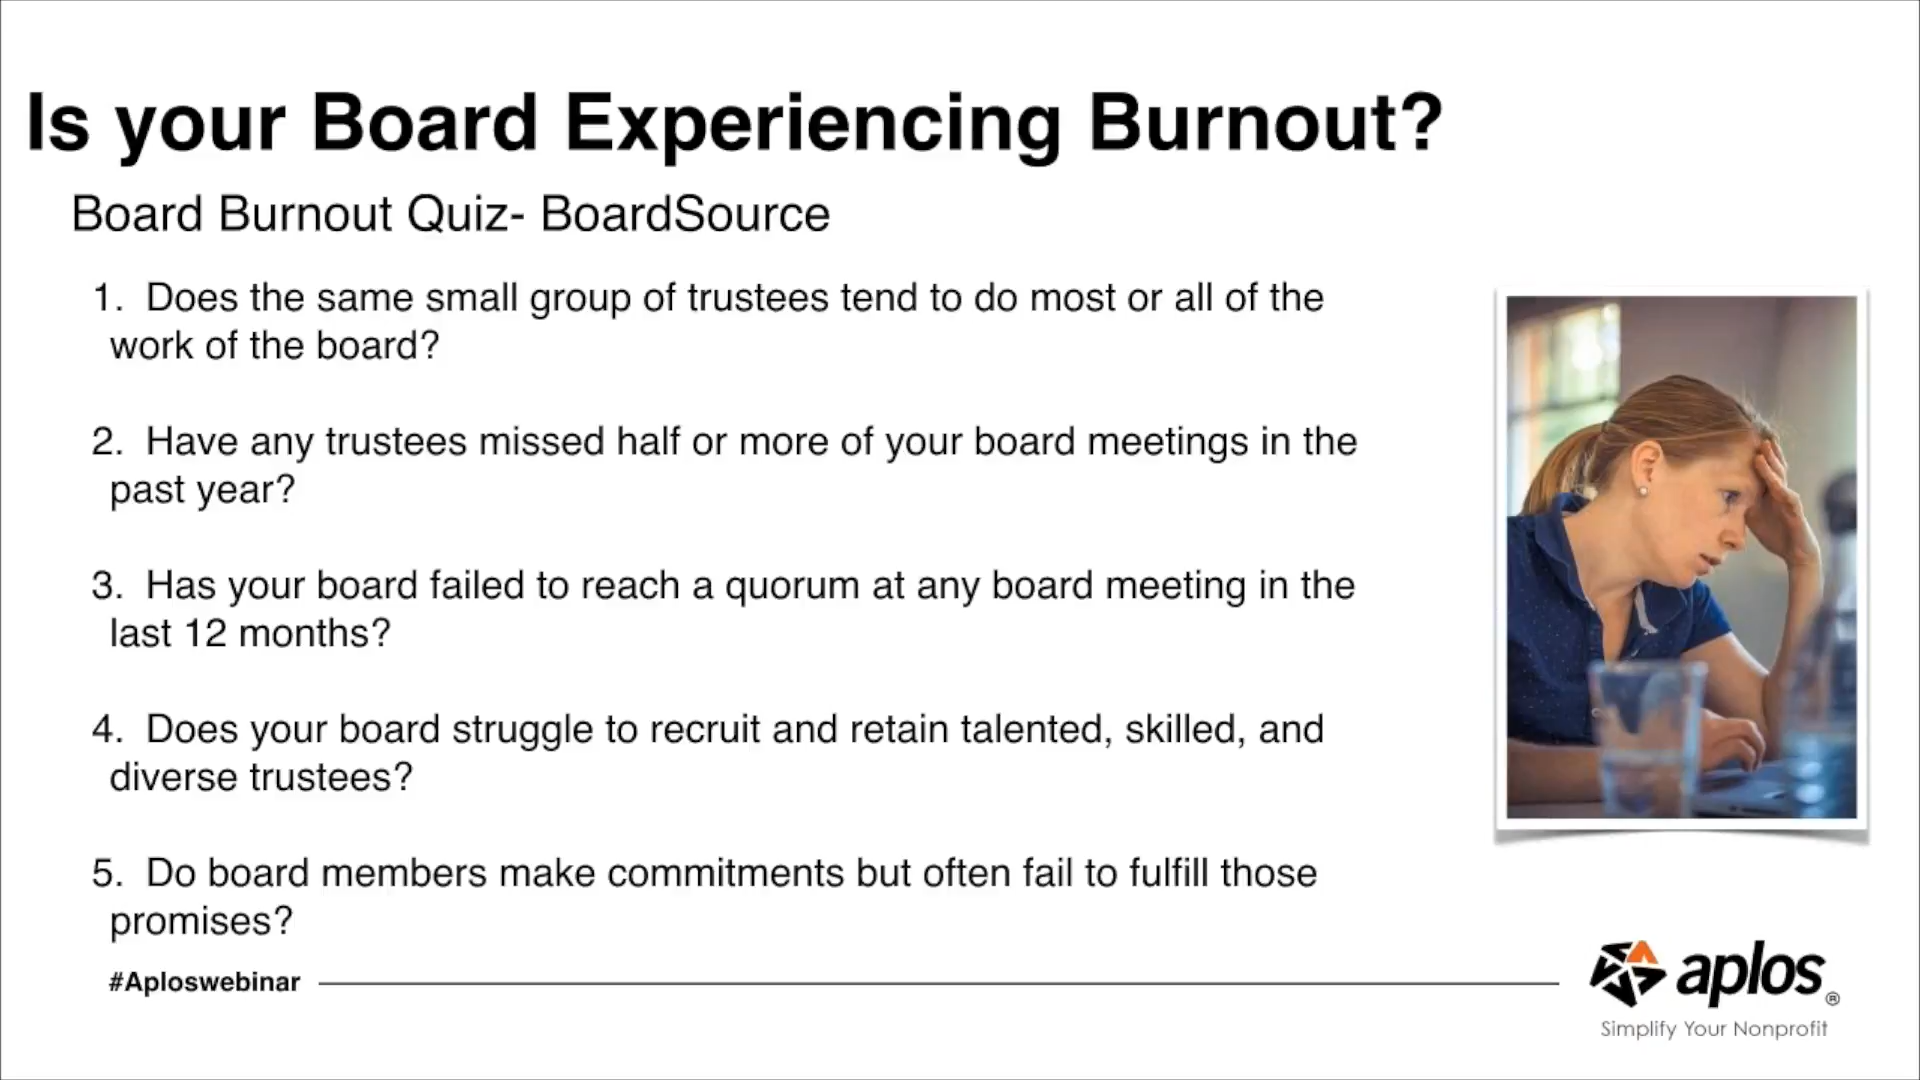 Is your Board Experiencing Burnout?
Board Burnout Quiz- BoardSource
1. Does the same small group of trustees tend to do most or all of the
work of the board?
2. Have any trustees missed half or more of your board meetings in the
past year?
3. Has your board failed to reach a quorum at any board meeting in the
last 12 months?
4. Does your board struggle to recruit and retain talented, skilled, and
diverse trustees?
5. Do board members make commitments but often fail to fulfill those
promises?
#Aploswebinar
aplos®
Simplify Your Nonprofit